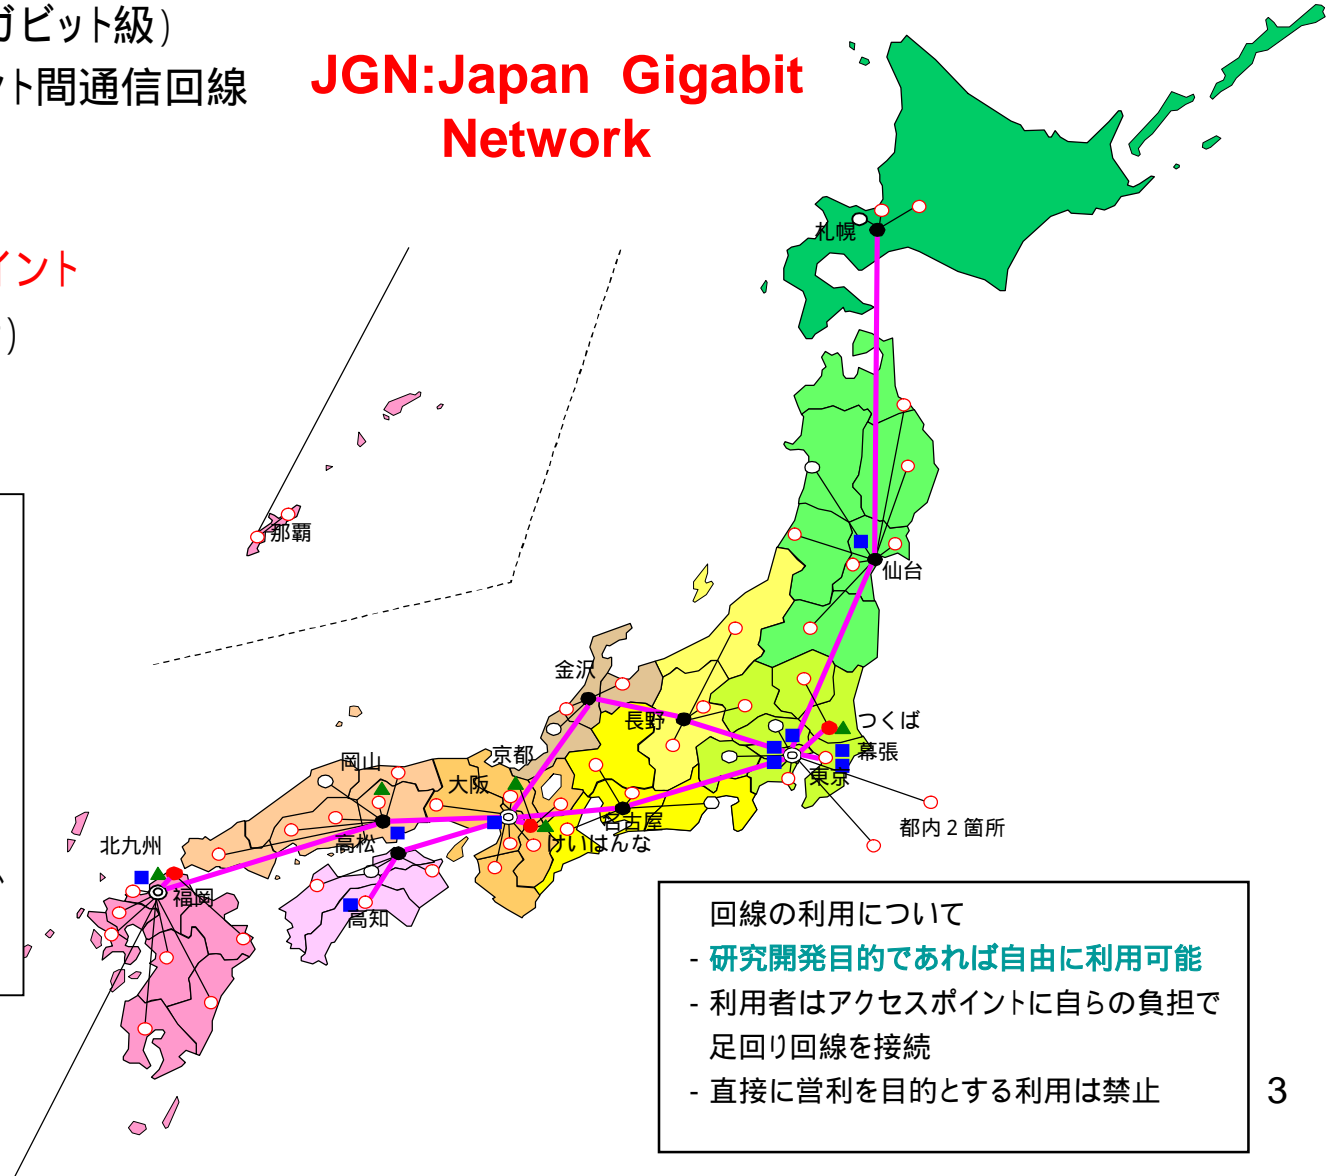 ガビット級)
ント間通信回線
JGN:Japan Gigabit
Network
イント
)
札幌
那覇
仙台
金沢
長野
つくば
幕張
東京
京都
岡山
大阪
名古屋
都内2箇所
高松
けいはんな
北九州
福岡
高知
回線の利用について
- 研究開発目的であれば自由に利用可能
- 利用者はアクセスポイントに自らの負担で
足回り回線を接続
- 直接に営利を目的とする利用は禁止
3